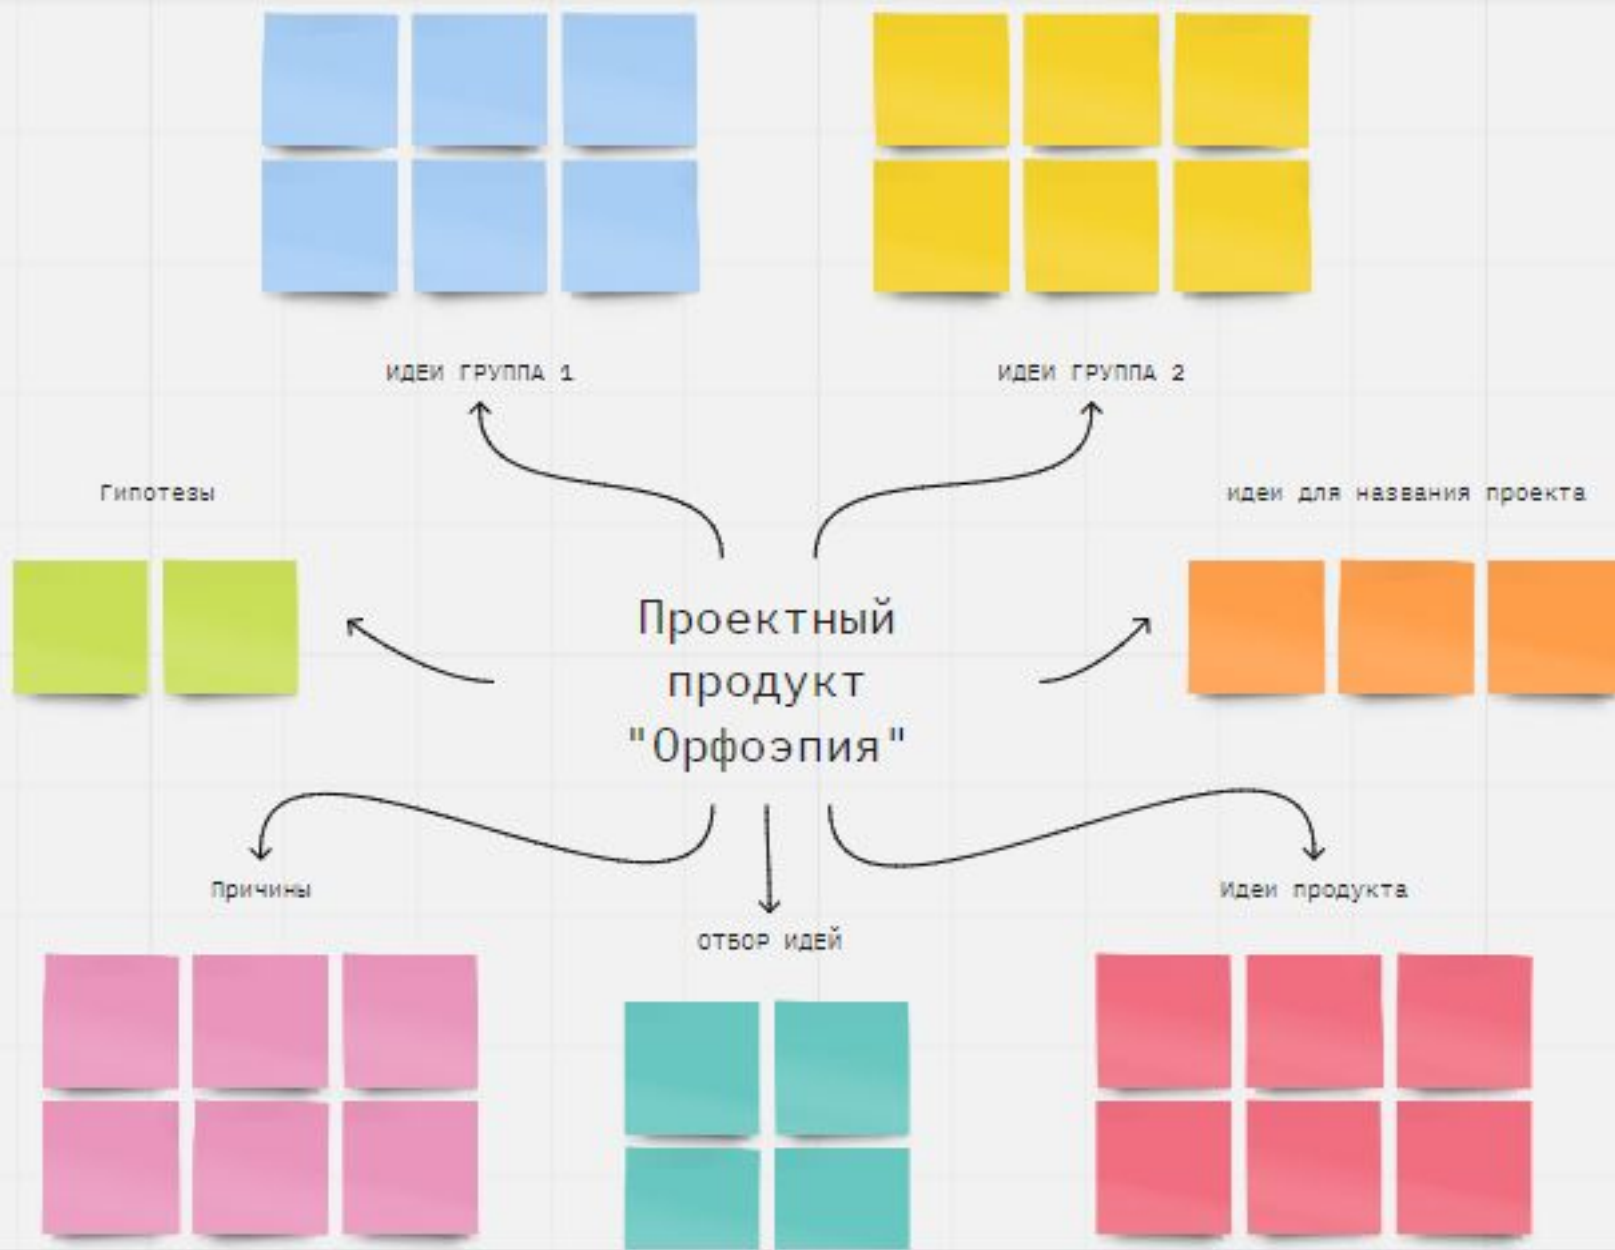 ИДЕИ ГРУППА 1
ИДЕИ ГРУППА 2
Гипотезы
идеи для названия проекта
Проектный
продукт
"Орфоэпия"
Причины
Идеи продукта
ОТБОР ИДЕЙ